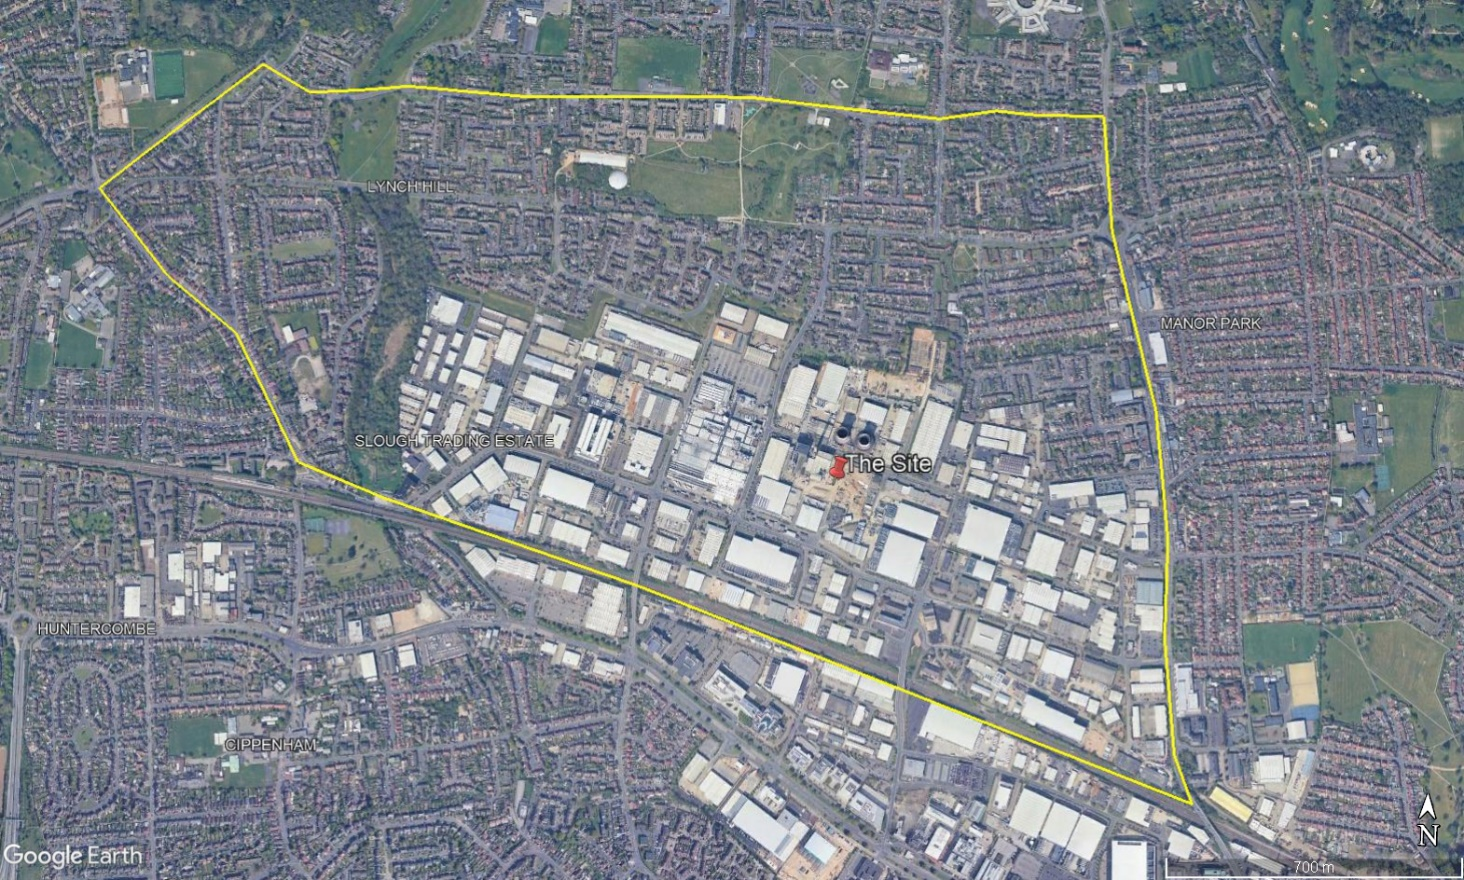 LYNCH HILL
MANOR PARK
SLOUGH TRADING ESTATE
The Site
HUNTERCOMBE
CIPPENHAM
N
Google Earth
700 m